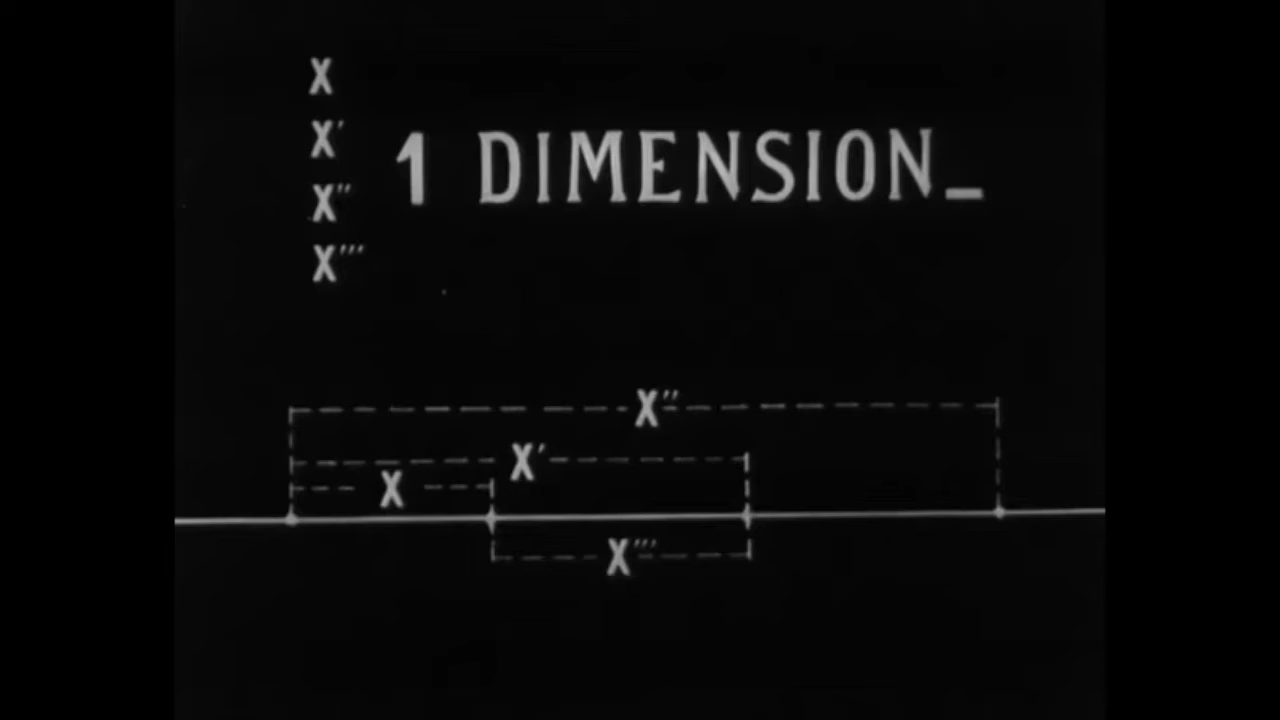 X
X′
X″
X‴
1 DIMENSION_
X″
X′
X
X‴